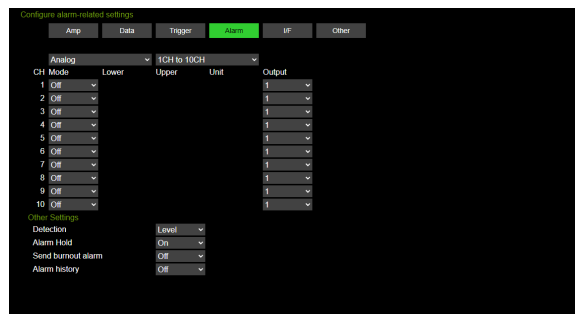 Configure alarm-related settings
Amp Data Trigger Alarm I/F Other
Analog 1CH to 10CH
CH Mode Lower Upper Unit Output
1 Off 1
2 Off 1
3 Off 1
4 Off 1
5 Off 1
6 Off 1
7 Off 1
8 Off 1
9 Off 1
10 Off 1
Other Settings
Detection Level
Alarm Hold On
Send burnout alarm Off
Alarm history Off